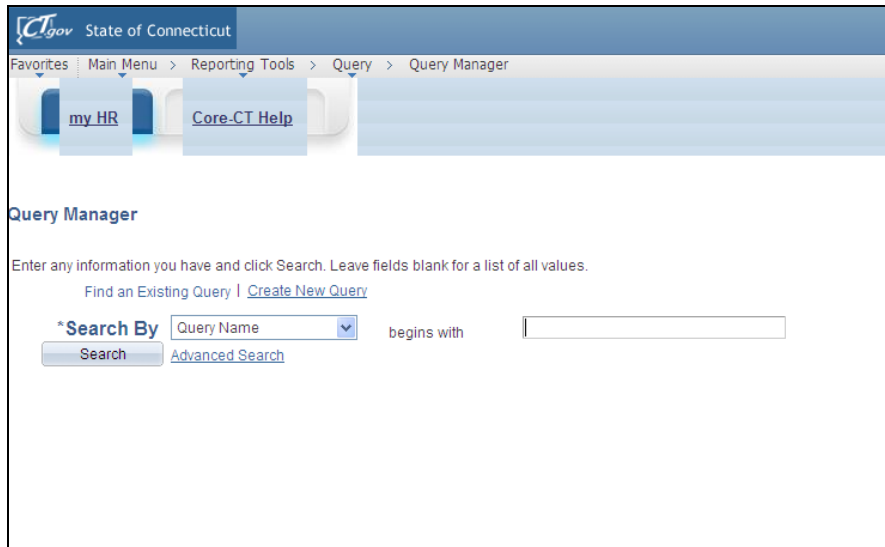 CTgov State of Connecticut
Favorites Main Menu > Reporting Tools > Query > Query Manager
my HR Core-CT Help
Query Manager
Enter any information you have and click Search. Leave fields blank for a list of all values.
Find an Existing Query | Create New Query
*Search By Query Name begins with
Search Advanced Search